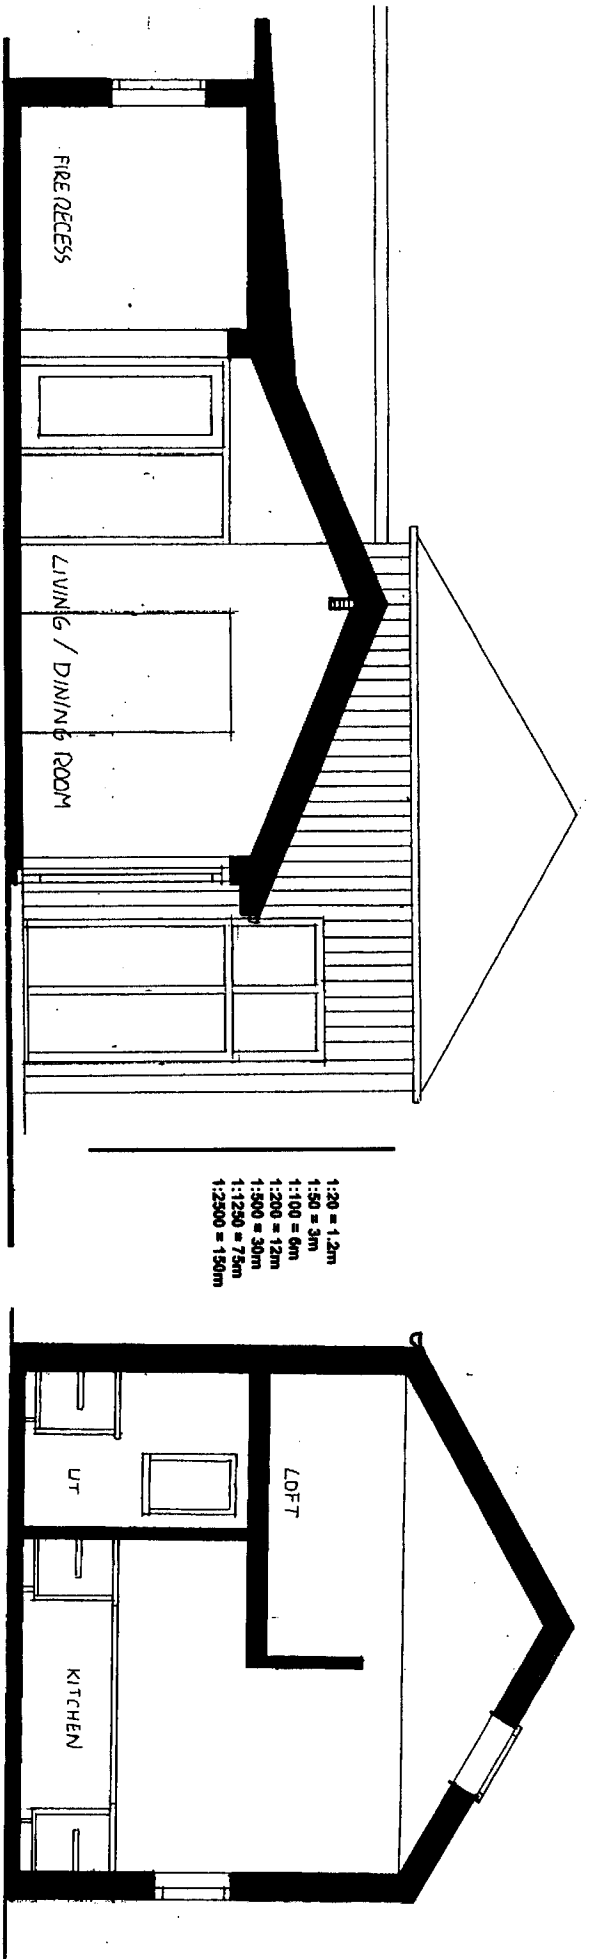 FIRE RECESS
LIVING / DINING ROOM
1:20 = 1.2m
1:50 = 3m
1:100 = 6m
1:200 = 12m
1:500 = 30m
1:1250 = 75m
1:2500 = 150m
LOFT
UT
KITCHEN